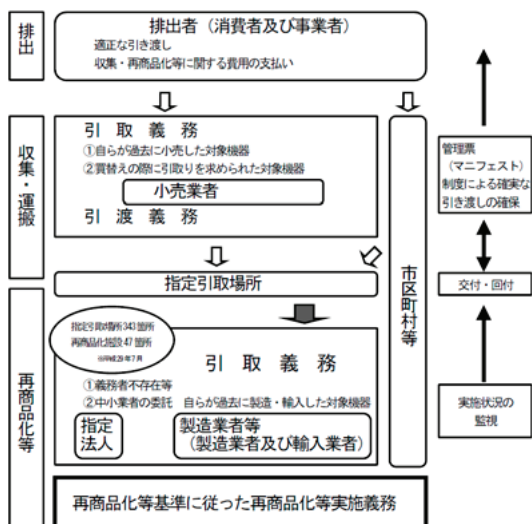 排出
排出者（消費者及び事業者）
適正な引き渡し
収集・再商品化等に関する費用の支払い
収集・運搬
引取義務
①自らが過去に小売した対象機器
②買替えの際に引取りを求められた対象機器
小売業者
引渡義務
市区町村等
管理票
（マニフェスト）
制度による確実な
引き渡しの確保
指定引取場所
交付・回付
再商品化等
指定引取場所343箇所
再商品化施設47箇所
※平成29年7月
引取義務
①義務者不存在等
②中小業者の委託
自らが過去に製造・輸入した対象機器
指定
法人
製造業者等
（製造業者及び輸入業者）
実施状況の
監視
再商品化等基準に従った再商品化等実施義務